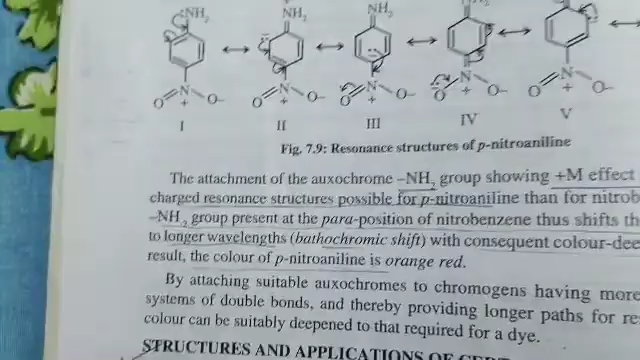 NH₂ NH₂ NH₂
N O O– + N O O– + N O O– + N O + O– N O O– +
I II III IV V
Fig. 7.9: Resonance structures of p-nitroaniline
The attachment of the auxochrome –NH₂ group showing +M effect
charged resonance structures possible for p-nitroaniline than for nitrob
–NH₂ group present at the para-position of nitrobenzene thus shifts th
to longer wavelengths (bathochromic shift) with consequent colour-dee
result, the colour of p-nitroaniline is orange red.
By attaching suitable auxochromes to chromogens having more
systems of double bonds, and thereby providing longer paths for re
colour can be suitably deepened to that required for a dye.
STRUCTURES AND APPLICATIONS OF